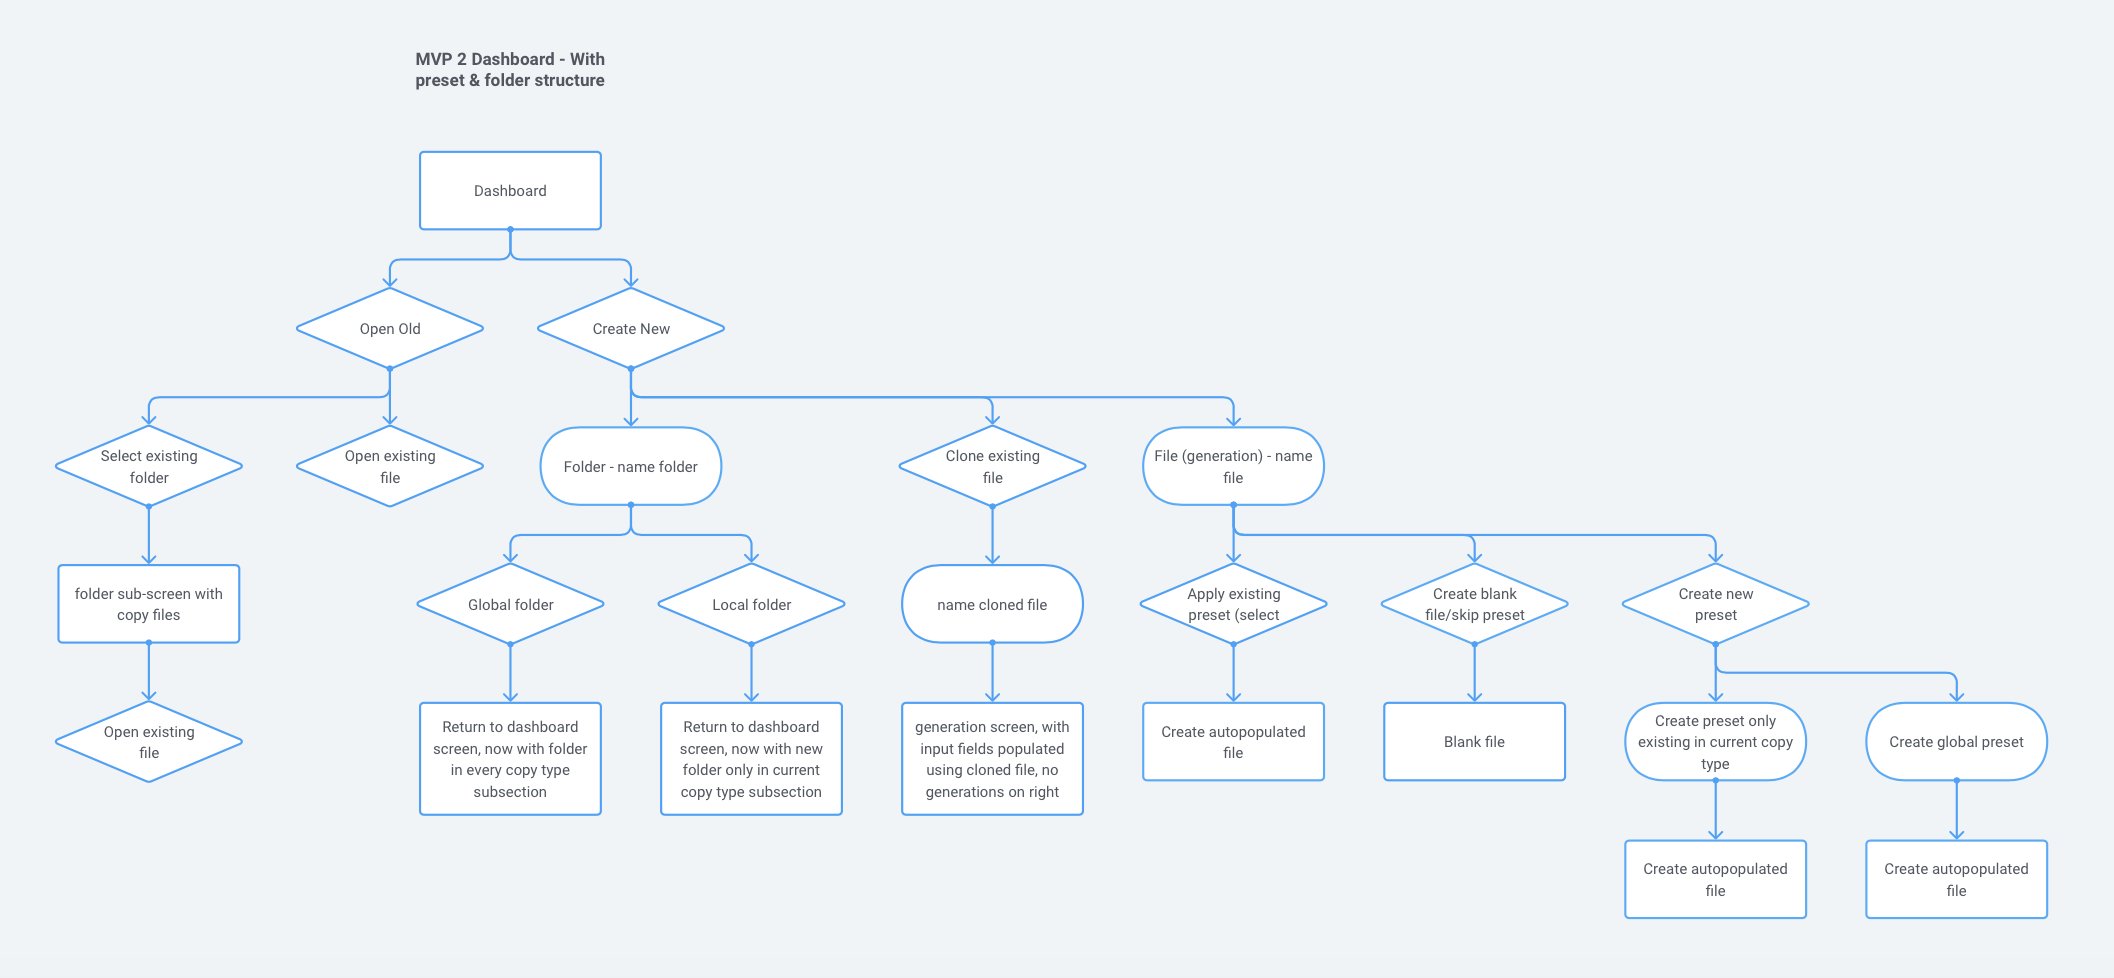 MVP 2 Dashboard - With
preset & folder structure
Dashboard
Open Old
Create New
Select existing
folder
Open existing
file
Folder - name folder
Clone existing
file
File (generation) - name
file
folder sub-screen with
copy files
Global folder
Local folder
name cloned file
Apply existing
preset (select
Create blank
file/skip preset
Create new
preset
Open existing
file
Return to dashboard
screen, now with folder
in every copy type
subsection
Return to dashboard
screen, now with new
folder only in current
copy type subsection
generation screen, with
input fields populated
using cloned file, no
generations on right
Create autopopulated
file
Blank file
Create preset only
existing in current copy
type
Create global preset
Create autopopulated
file
Create autopopulated
file